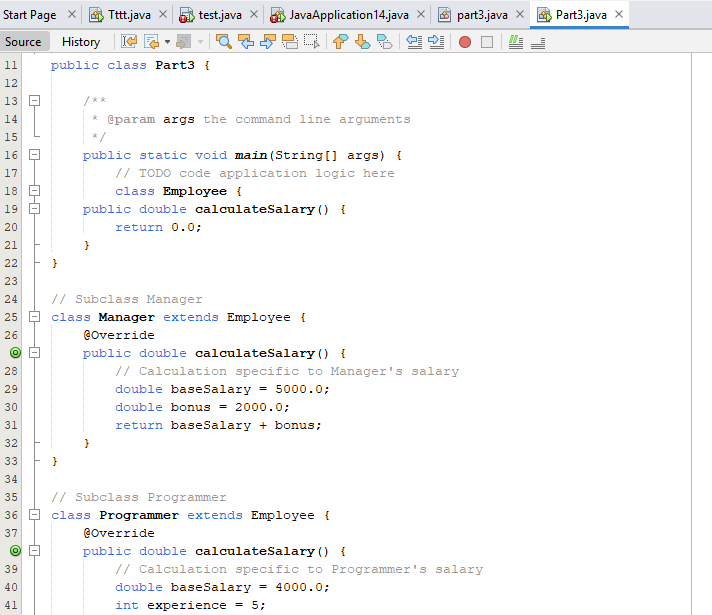 Start Page Tttt.java test.java JavaApplication14.java part3.java Part3.java
Source History
11 public class Part3 {
12
13 /**
14 * @param args the command line arguments
15 */
16 public static void main(String[] args) {
17 // TODO code application logic here
18 class Employee {
19 public double calculateSalary() {
20 return 0.0;
21 }
22 }
23
24 // Subclass Manager
25 class Manager extends Employee {
26 @Override
public double calculateSalary() {
28 // Calculation specific to Manager's salary
29 double baseSalary = 5000.0;
30 double bonus = 2000.0;
31 return baseSalary + bonus;
32 }
33 }
34
35 // Subclass Programmer
36 class Programmer extends Employee {
37 @Override
public double calculateSalary() {
39 // Calculation specific to Programmer's salary
40 double baseSalary = 4000.0;
41 int experience = 5;